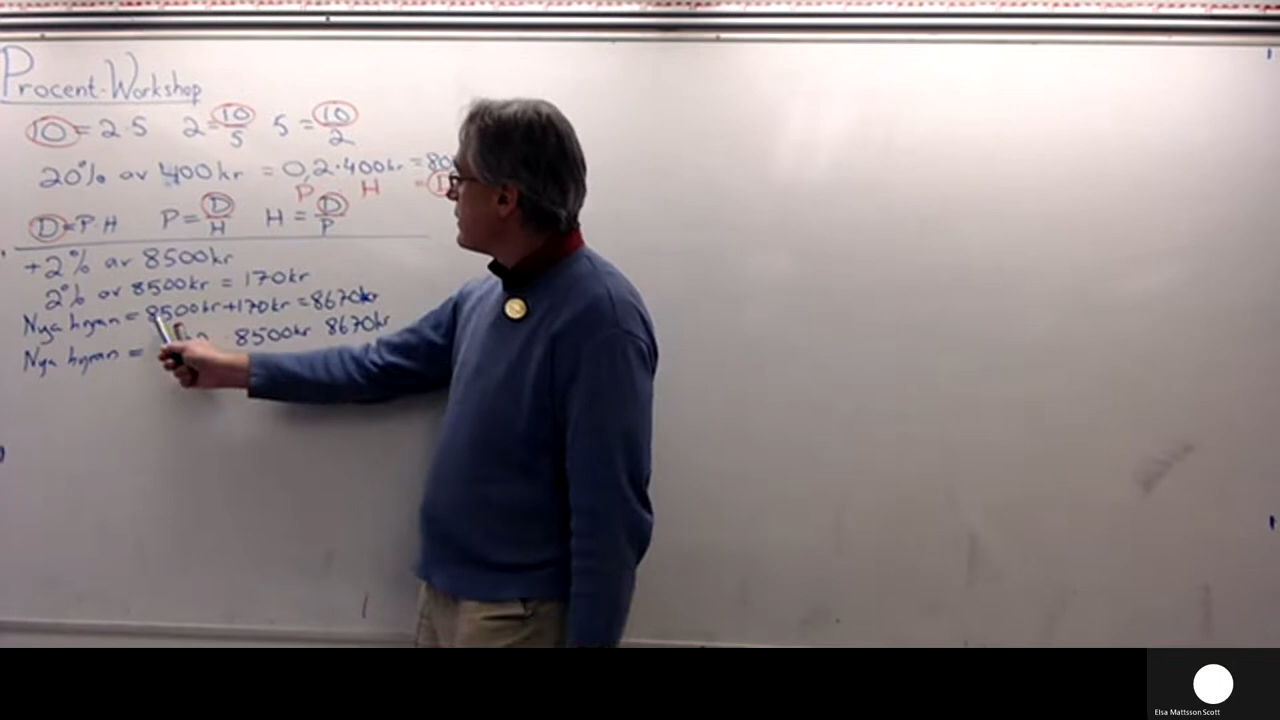 Procent-Workshop
10 = 2·5 2 = 10/5 5 = 10/2
20% av 400kr = 0,2·400kr = 80
P H = D
D = P·H P = D/H H = D/P
+2% av 8500kr
2% av 8500kr = 170kr
Nya hyran = 8500kr+170kr = 8670kr
Nya hyran = 8500kr 8670kr
Elsa Mattsson Scott